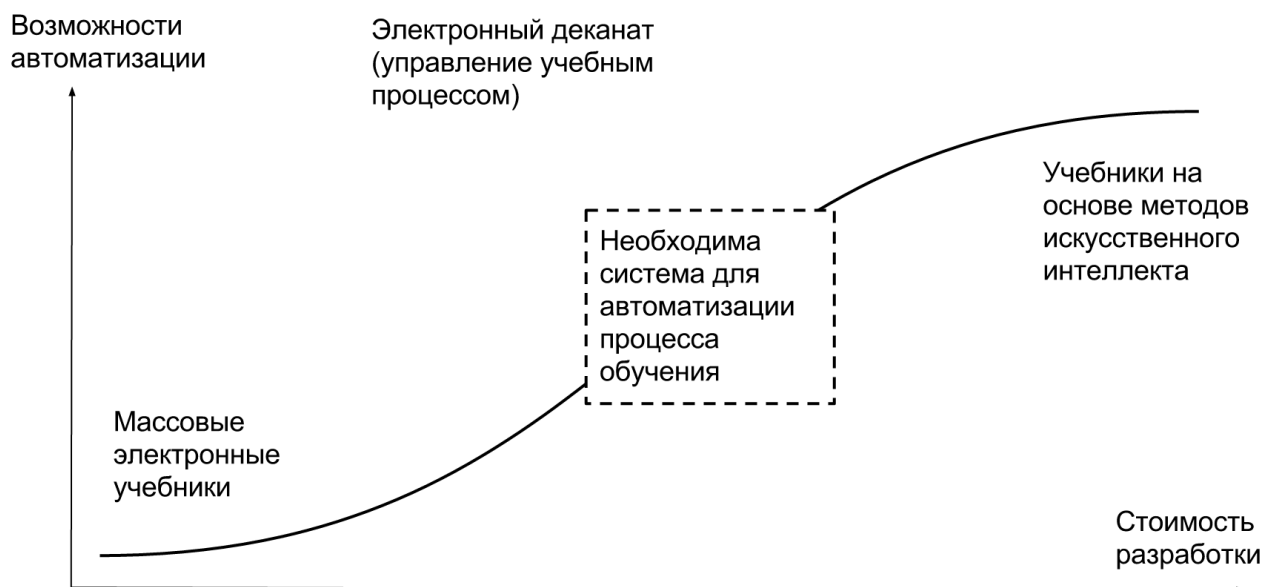 Возможности
автоматизации
Электронный деканат
(управление учебным
процессом)
Учебники на
основе методов
искусственного
интеллекта
Необходима
система для
автоматизации
процесса
обучения
Массовые
электронные
учебники
Стоимость
разработки